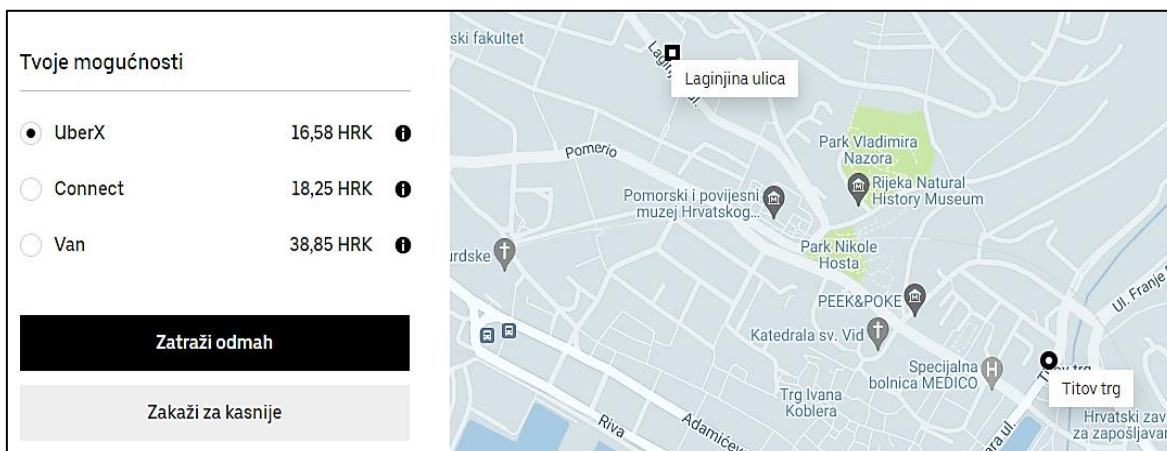 Tvoje mogućnosti
UberX 16,58 HRK
Connect 18,25 HRK
Van 38,85 HRK
Zatraži odmah
Zakaži za kasnije
ski fakultet
Laginjina ulica
Pomerio
Park Vladimira
Nazora
Pomorski i povijesni
muzej Hrvatskog...
Rijeka Natural
History Museum
Park Nikole
Hosta
urdske
PEEK&POKE
Ul. Franje
Katedrala sv. Vid
Specijalna
bolnica MEDICO
H
Titov trg
Trg Ivana
Koblera
Riva
Hrvatski zav
za zapošljavan